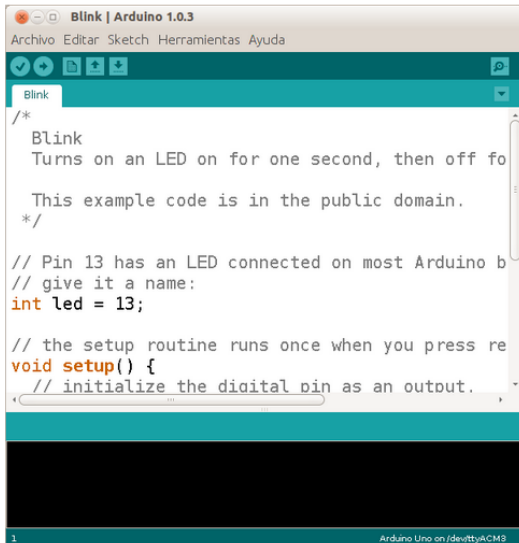 Blink | Arduino 1.0.3
Archivo Editar Sketch Herramientas Ayuda
Blink
/*
  Blink
  Turns on an LED on for one second, then off fo
  This example code is in the public domain.
 */
// Pin 13 has an LED connected on most Arduino b
// give it a name:
int led = 13;
// the setup routine runs once when you press re
void setup() {
  // initialize the digital pin as an output.
1 Arduino Uno on /dev/ttyACM3